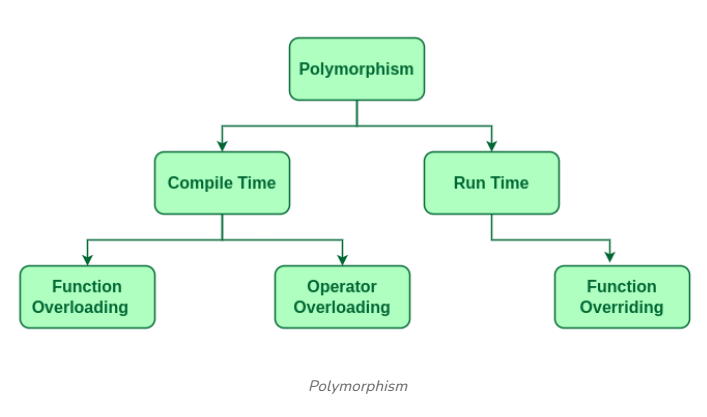 Polymorphism
Compile Time
Run Time
Function
Overloading
Operator
Overloading
Function
Overriding
Polymorphism